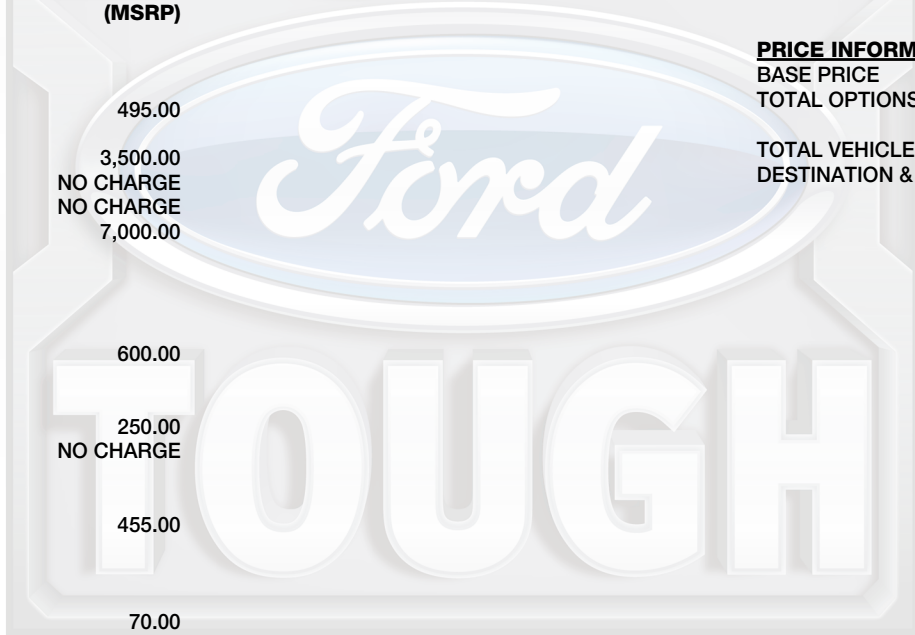 (MSRP)
495.00
3,500.00
NO CHARGE
NO CHARGE
7,000.00
600.00
250.00
NO CHARGE
455.00
70.00
PRICE INFORM
BASE PRICE
TOTAL OPTIONS
TOTAL VEHICLE
DESTINATION &
Ford
TOUGH